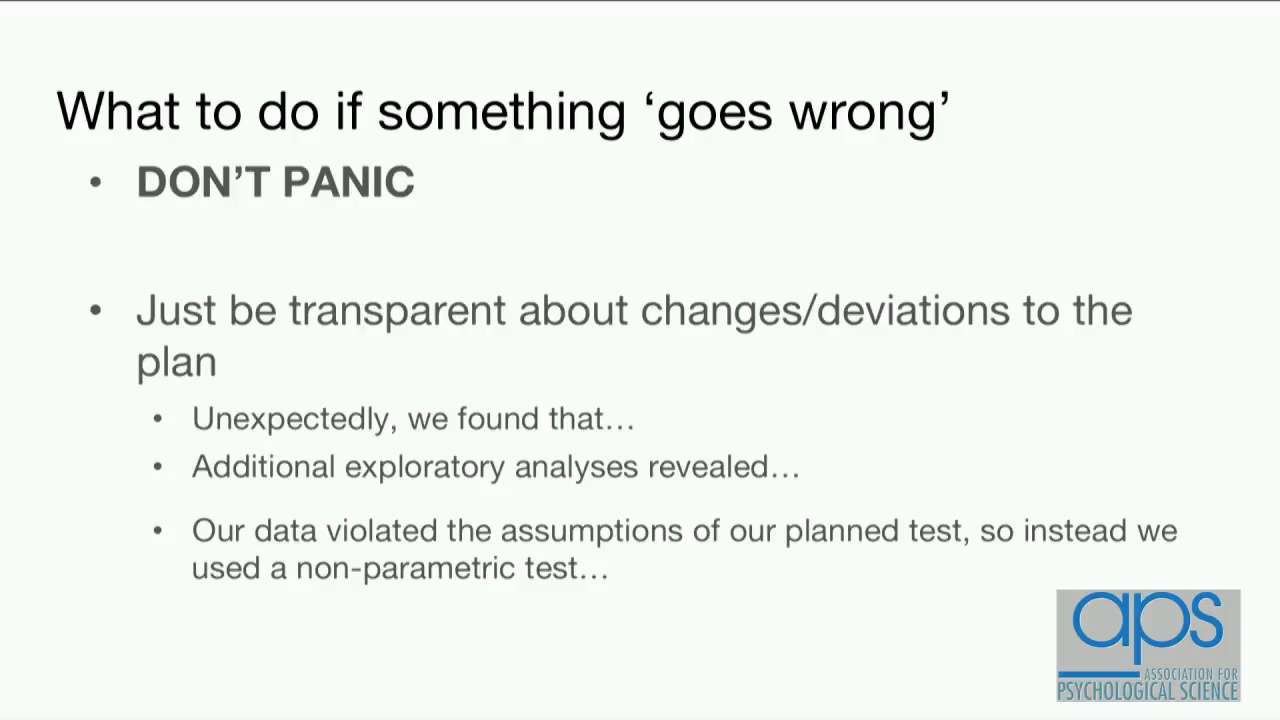 What to do if something ‘goes wrong’
• DON’T PANIC
• Just be transparent about changes/deviations to the
plan
• Unexpectedly, we found that…
• Additional exploratory analyses revealed…
• Our data violated the assumptions of our planned test, so instead we
used a non-parametric test…
aps
ASSOCIATION FOR
PSYCHOLOGICAL SCIENCE